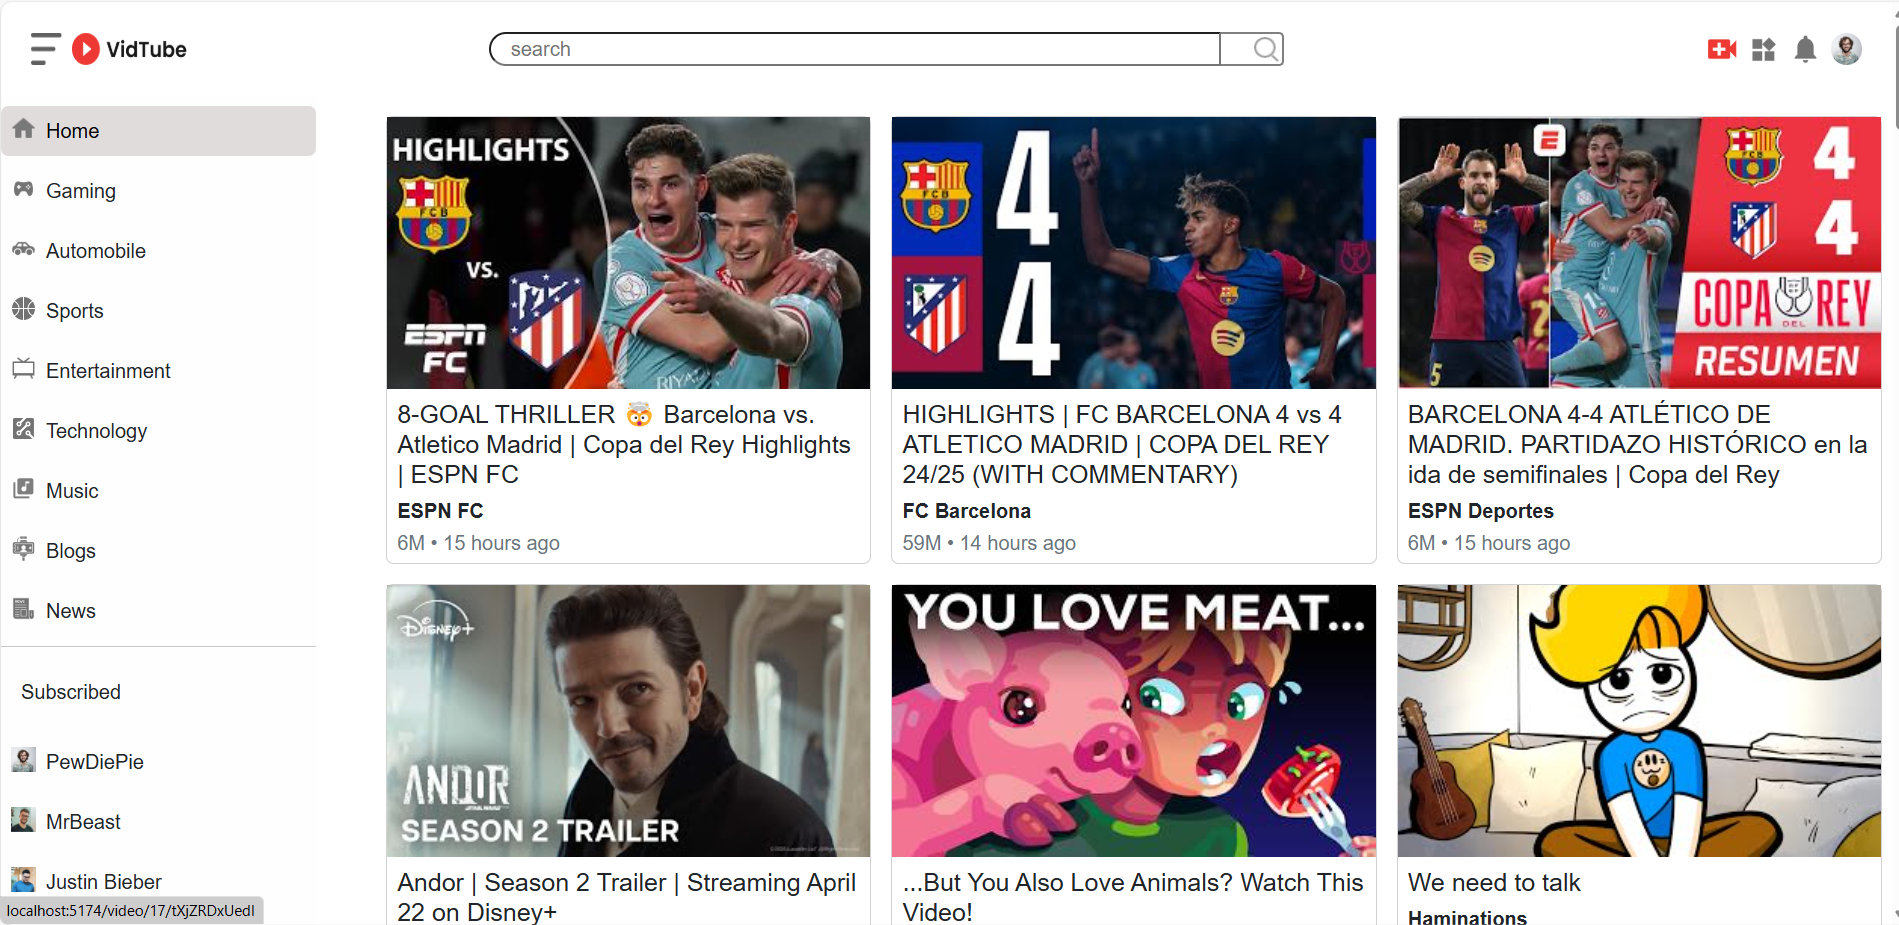 VidTube
search
Home
Gaming
Automobile
Sports
Entertainment
Technology
Music
Blogs
News
Subscribed
PewDiePie
MrBeast
Justin Bieber
localhost:5174/video/17/tXjZRDxUedI
HIGHLIGHTS
FCB
VS.
ESPN
FC
RIYA
8-GOAL THRILLER 🤯 Barcelona vs.
Atletico Madrid | Copa del Rey Highlights
| ESPN FC
ESPN FC
6M • 15 hours ago
4
FCB
4
HIGHLIGHTS | FC BARCELONA 4 vs 4
ATLETICO MADRID | COPA DEL REY
24/25 (WITH COMMENTARY)
FC Barcelona
59M • 14 hours ago
E
4
4
5
COPA DEL REY
RESUMEN
BARCELONA 4-4 ATLÉTICO DE
MADRID. PARTIDAZO HISTÓRICO en la
ida de semifinales | Copa del Rey
ESPN Deportes
6M • 15 hours ago
Disney+
ANDOR
STAR WARS
SEASON 2 TRAILER
Andor | Season 2 Trailer | Streaming April
22 on Disney+
YOU LOVE MEAT...
...But You Also Love Animals? Watch This
Video!
We need to talk
Haminations